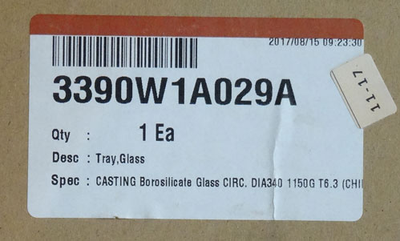 2017/08/15 09:23:30
3390W1A029A
11-17
Qty : 1 Ea
Desc : Tray,Glass
Spec : CASTING Borosilicate Glass CIRC. DIA340 1150G T6.3 (CHI